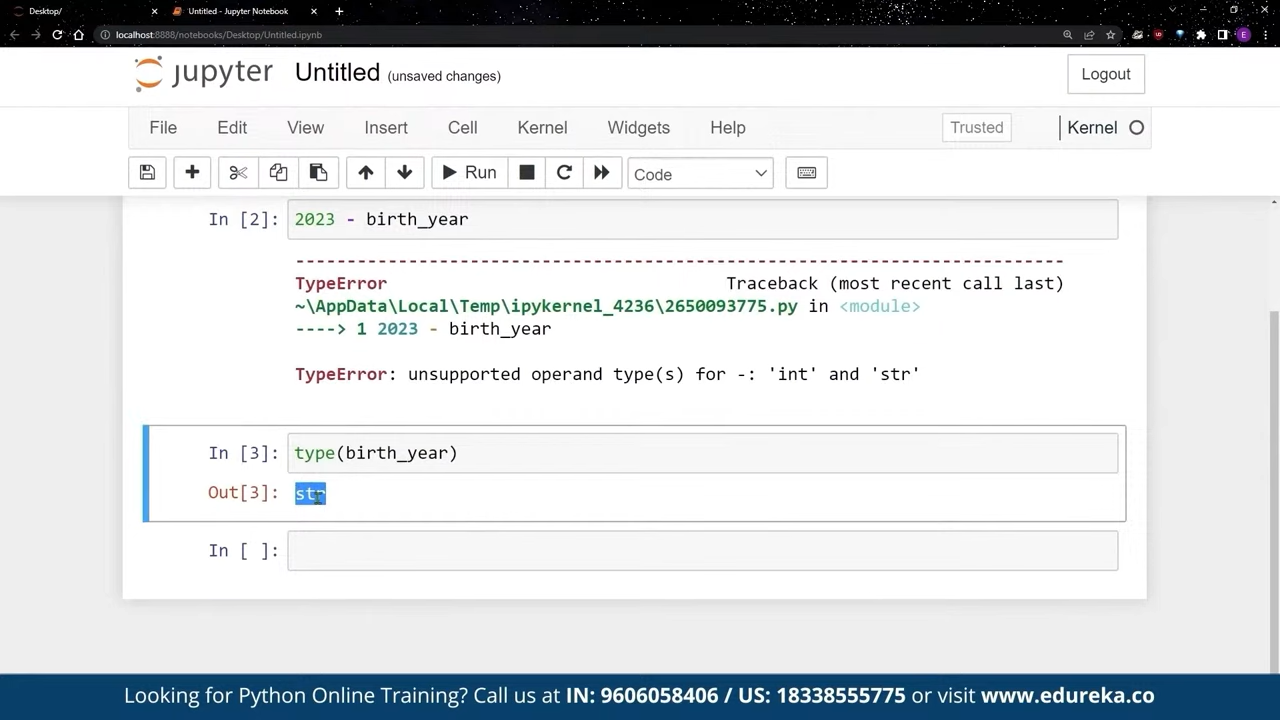 Desktop/
Untitled - Jupyter Notebook
localhost:8888/notebooks/Desktop/Untitled.ipynb
E
jupyter Untitled (unsaved changes)
Logout
File Edit View Insert Cell Kernel Widgets Help
Trusted
Kernel
Run
Code
In [2]: 2023 - birth_year
---------------------------------------------------------------------------
TypeError Traceback (most recent call last)
~\AppData\Local\Temp\ipykernel_4236\2650093775.py in <module>
----> 1 2023 - birth_year
TypeError: unsupported operand type(s) for -: 'int' and 'str'
In [3]: type(birth_year)
Out[3]: str
In [ ]:
Looking for Python Online Training? Call us at IN: 9606058406 / US: 18338555775 or visit www.edureka.co